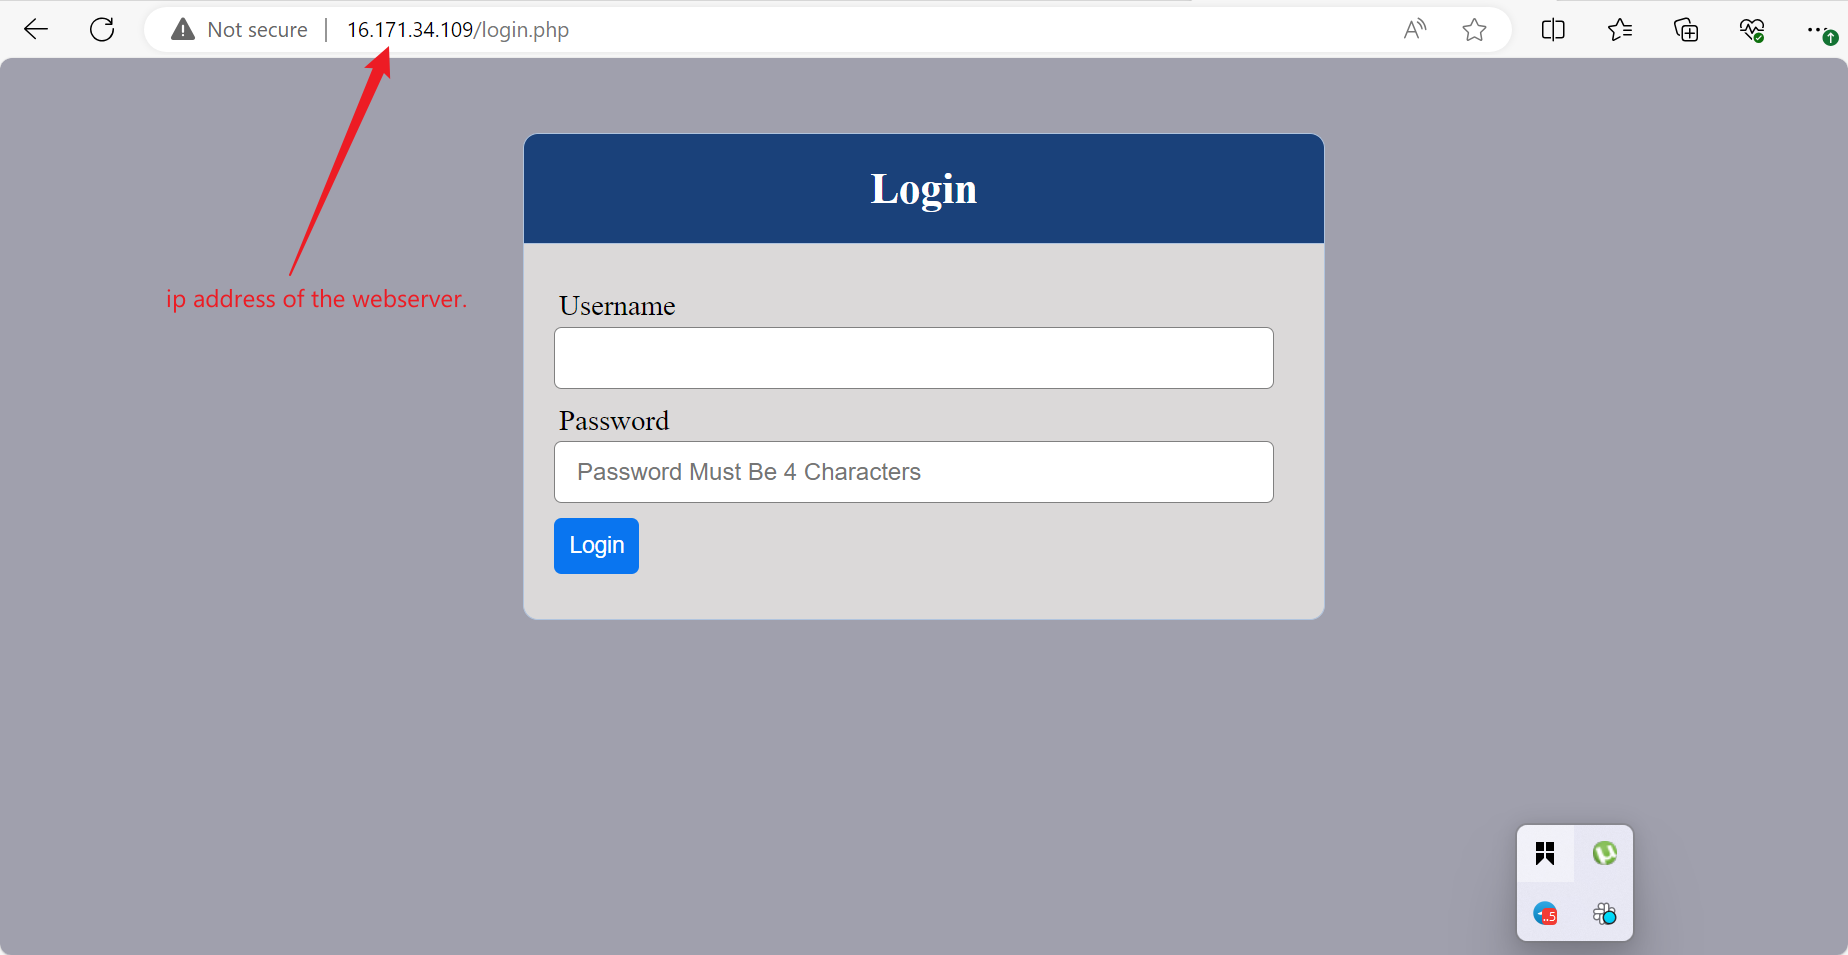 Not secure | 16.171.34.109/login.php
Login
ip address of the webserver.
Username
Password
Password Must Be 4 Characters
Login
..5